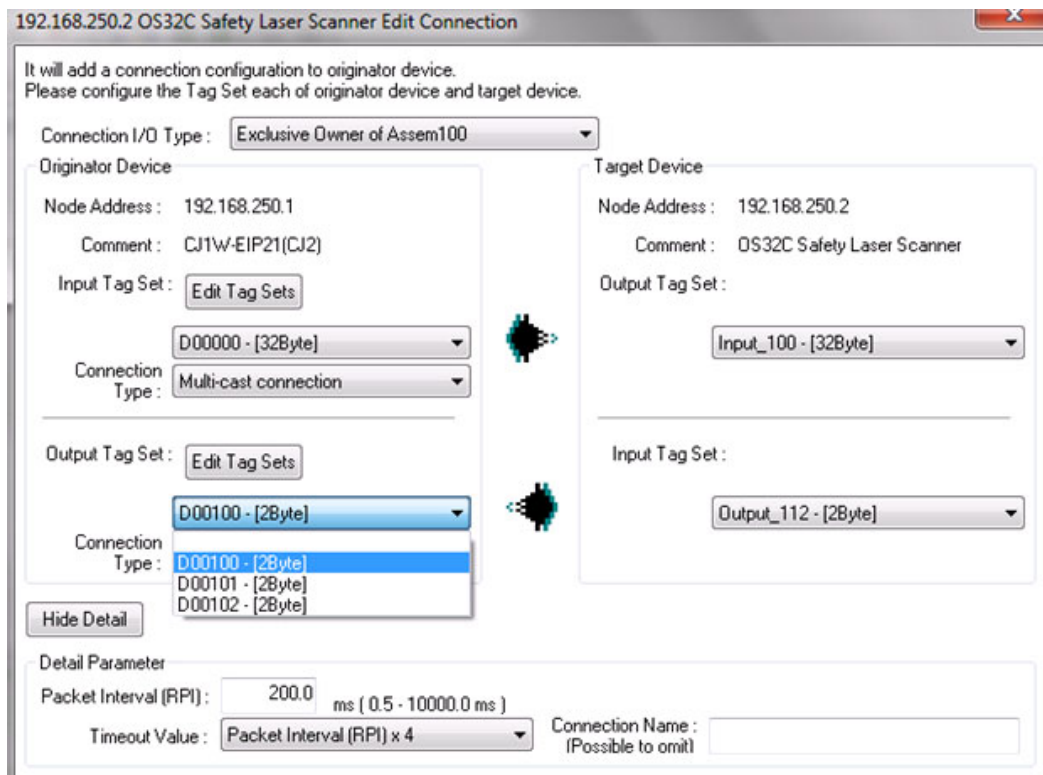 192.168.250.2 OS32C Safety Laser Scanner Edit Connection
It will add a connection configuration to originator device.
Please configure the Tag Set each of originator device and target device.
Connection I/O Type : Exclusive Owner of Assem100
Originator Device
Node Address : 192.168.250.1
Comment : CJ1W-EIP21(CJ2)
Input Tag Set : Edit Tag Sets
D00000 - [32Byte]
Connection Type : Multi-cast connection
Output Tag Set : Edit Tag Sets
D00100 - [2Byte]
Connection Type :
D00100 - [2Byte]
D00101 - [2Byte]
D00102 - [2Byte]
Target Device
Node Address : 192.168.250.2
Comment : OS32C Safety Laser Scanner
Output Tag Set :
Input_100 - [32Byte]
Input Tag Set :
Output_112 - [2Byte]
Hide Detail
Detail Parameter
Packet Interval (RPI) : 200.0 ms ( 0.5 - 10000.0 ms )
Timeout Value : Packet Interval (RPI) x 4
Connection Name :
(Possible to omit)